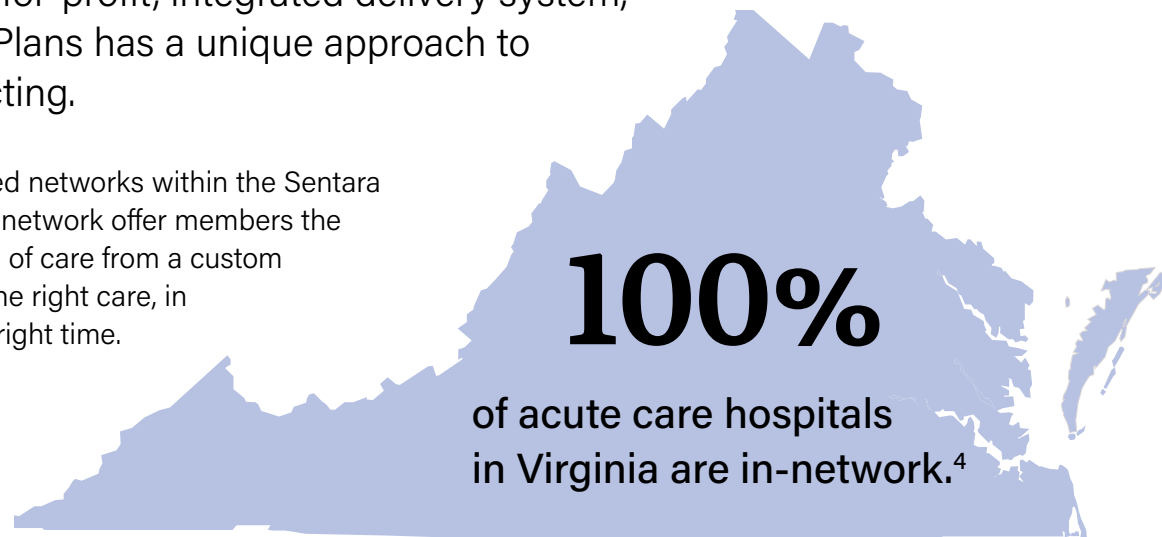 for-profit, integrated delivery system,
Plans has a unique approach to
cting.
ed networks within the Sentara
network offer members the
of care from a custom
he right care, in
right time.
100%
of acute care hospitals
in Virginia are in-network.⁴